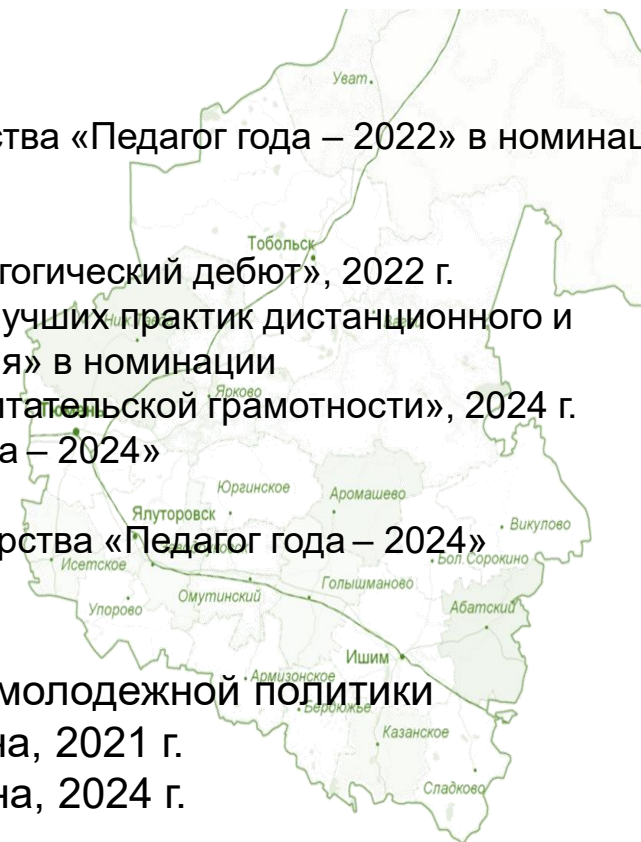 Уват
ства «Педагог года – 2022» в номинац
Тобольск
гогический дебют», 2022 г.
учших практик дистанционного и
я» в номинации
Ярково
итательской грамотности», 2024 г.
а – 2024»
Юргинское
Аромашево
Ялуторовск
Викулово
рства «Педагог года – 2024»
Бол.Сорокино
Исетское
Голышманово
Омутинский
Упорово
Абатский
Ишим
Армизонское
молодежной политики
Бердюжье
Казанское
на, 2021 г.
Сладково
на, 2024 г.